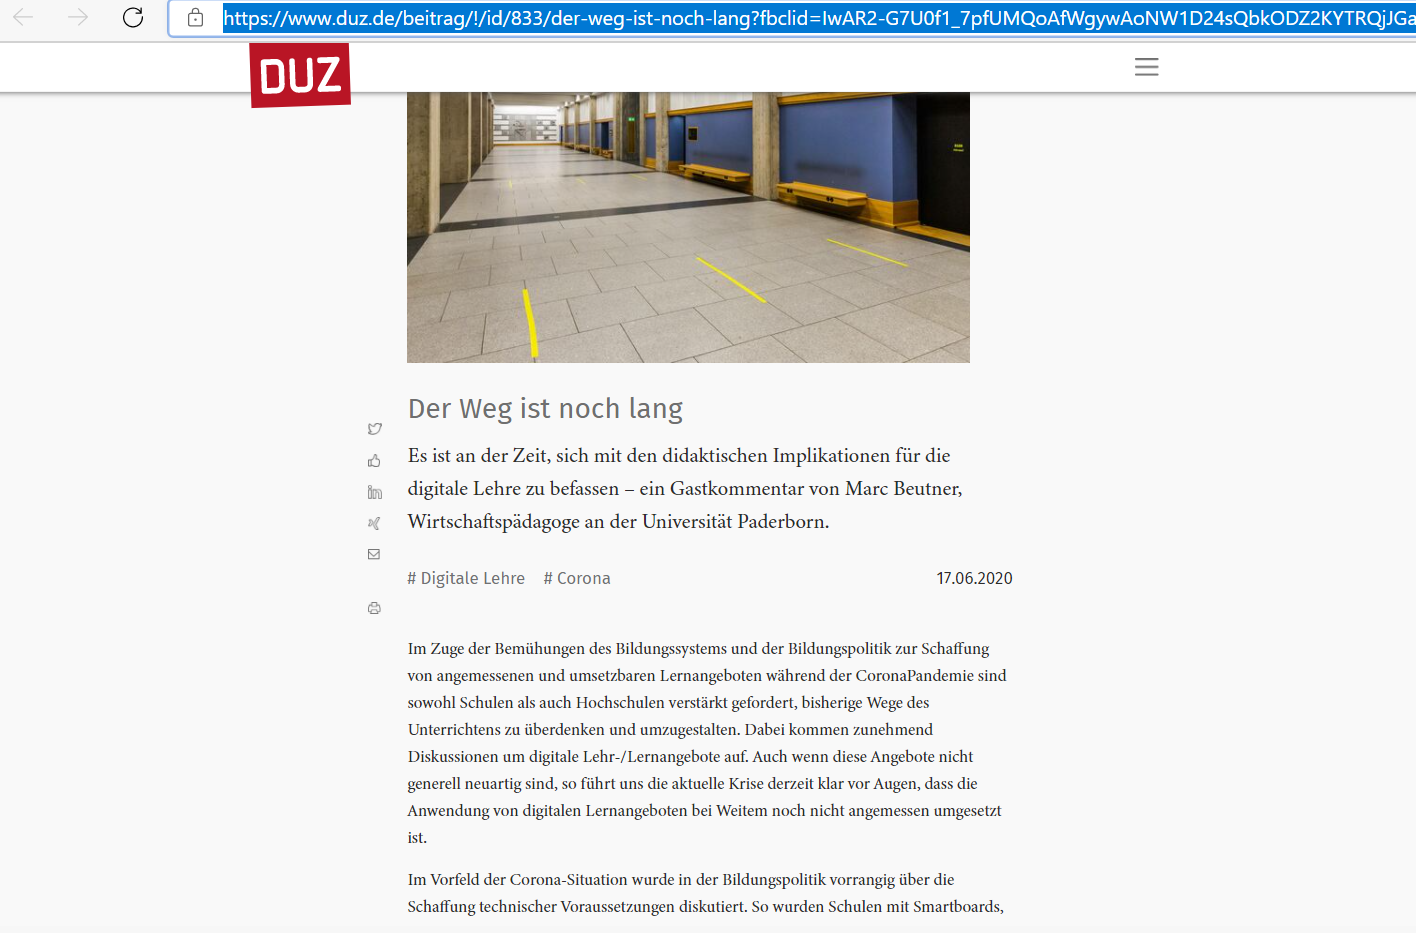 https://www.duz.de/beitrag/!/id/833/der-weg-ist-noch-lang?fbclid=IwAR2-G7U0f1_7pfUMQoAfWgywAoNW1D24sQbkODZ2KYTRQjJGa
DUZ
Der Weg ist noch lang
Es ist an der Zeit, sich mit den didaktischen Implikationen für die
digitale Lehre zu befassen – ein Gastkommentar von Marc Beutner,
Wirtschaftspädagoge an der Universität Paderborn.
# Digitale Lehre # Corona 17.06.2020
Im Zuge der Bemühungen des Bildungssystems und der Bildungspolitik zur Schaffung
von angemessenen und umsetzbaren Lernangeboten während der CoronaPandemie sind
sowohl Schulen als auch Hochschulen verstärkt gefordert, bisherige Wege des
Unterrichtens zu überdenken und umzugestalten. Dabei kommen zunehmend
Diskussionen um digitale Lehr-/Lernangebote auf. Auch wenn diese Angebote nicht
generell neuartig sind, so führt uns die aktuelle Krise derzeit klar vor Augen, dass die
Anwendung von digitalen Lernangeboten bei Weitem noch nicht angemessen umgesetzt
ist.
Im Vorfeld der Corona-Situation wurde in der Bildungspolitik vorrangig über die
Schaffung technischer Voraussetzungen diskutiert. So wurden Schulen mit Smartboards,